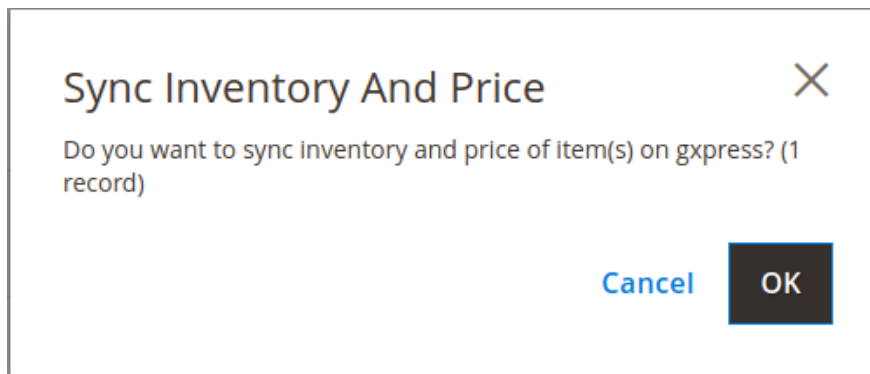 Sync Inventory And Price
Do you want to sync inventory and price of item(s) on gxpress? (1
record)
Cancel
OK